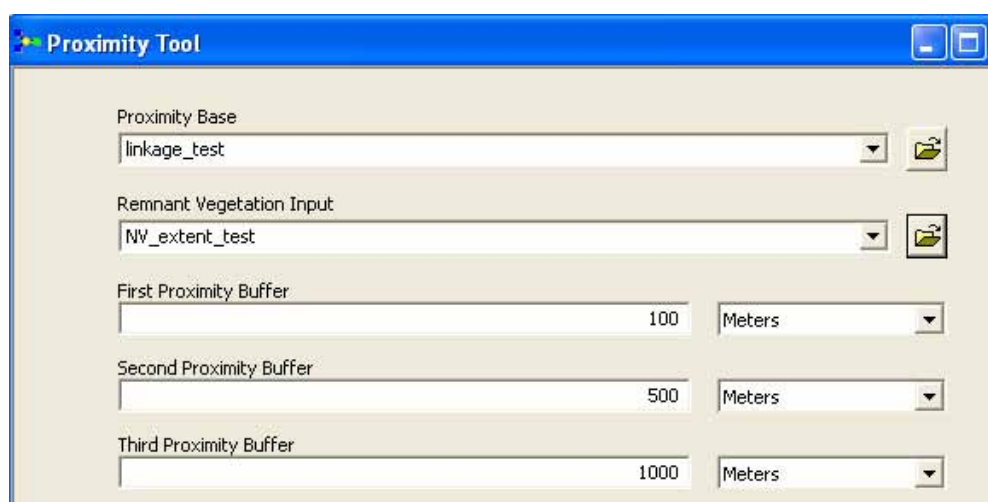 Proximity Tool
Proximity Base
linkage_test
Remnant Vegetation Input
NV_extent_test
First Proximity Buffer
100 Meters
Second Proximity Buffer
500 Meters
Third Proximity Buffer
1000 Meters